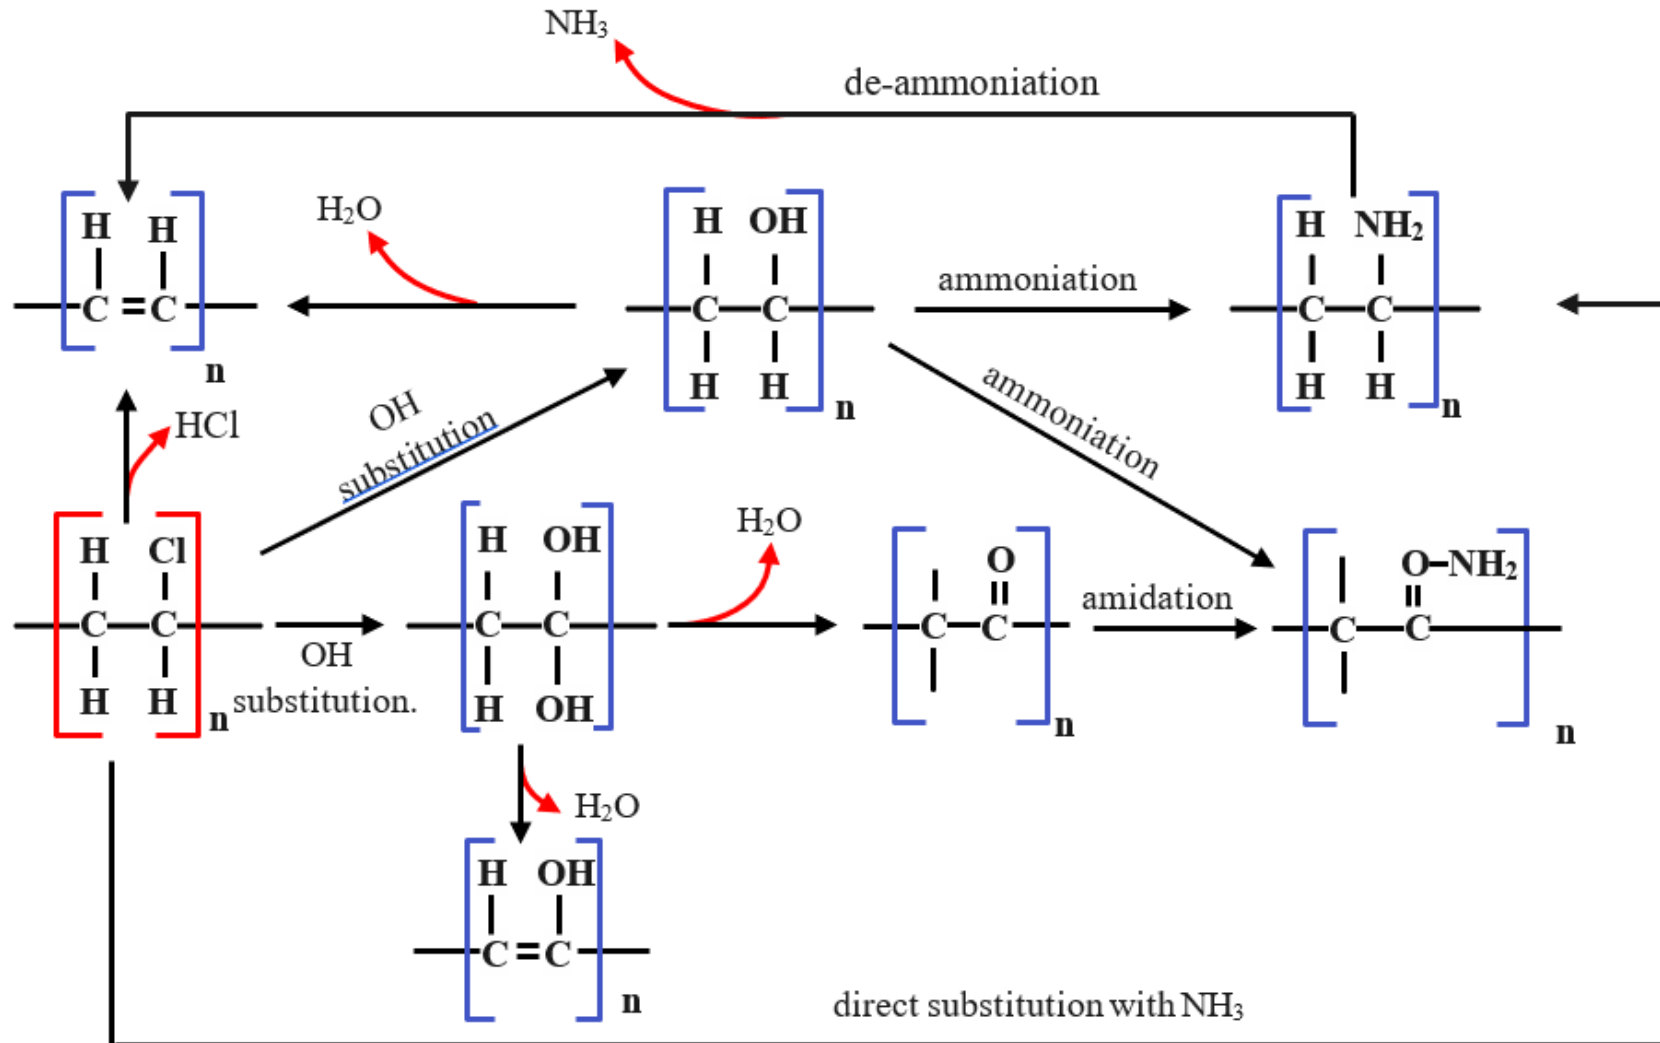 NH₃
de-ammoniation
H H
C=C
n
H₂O
H OH
C C
H H
n
ammoniation
H NH₂
C C
H H
n
HCl
OH
substitution
ammoniation
H Cl
C C
H H
n
OH
substitution.
H OH
C C
H OH
H₂O
O
C C
n
amidation
O–NH₂
C C
n
H₂O
H OH
C=C
n
direct substitution with NH₃